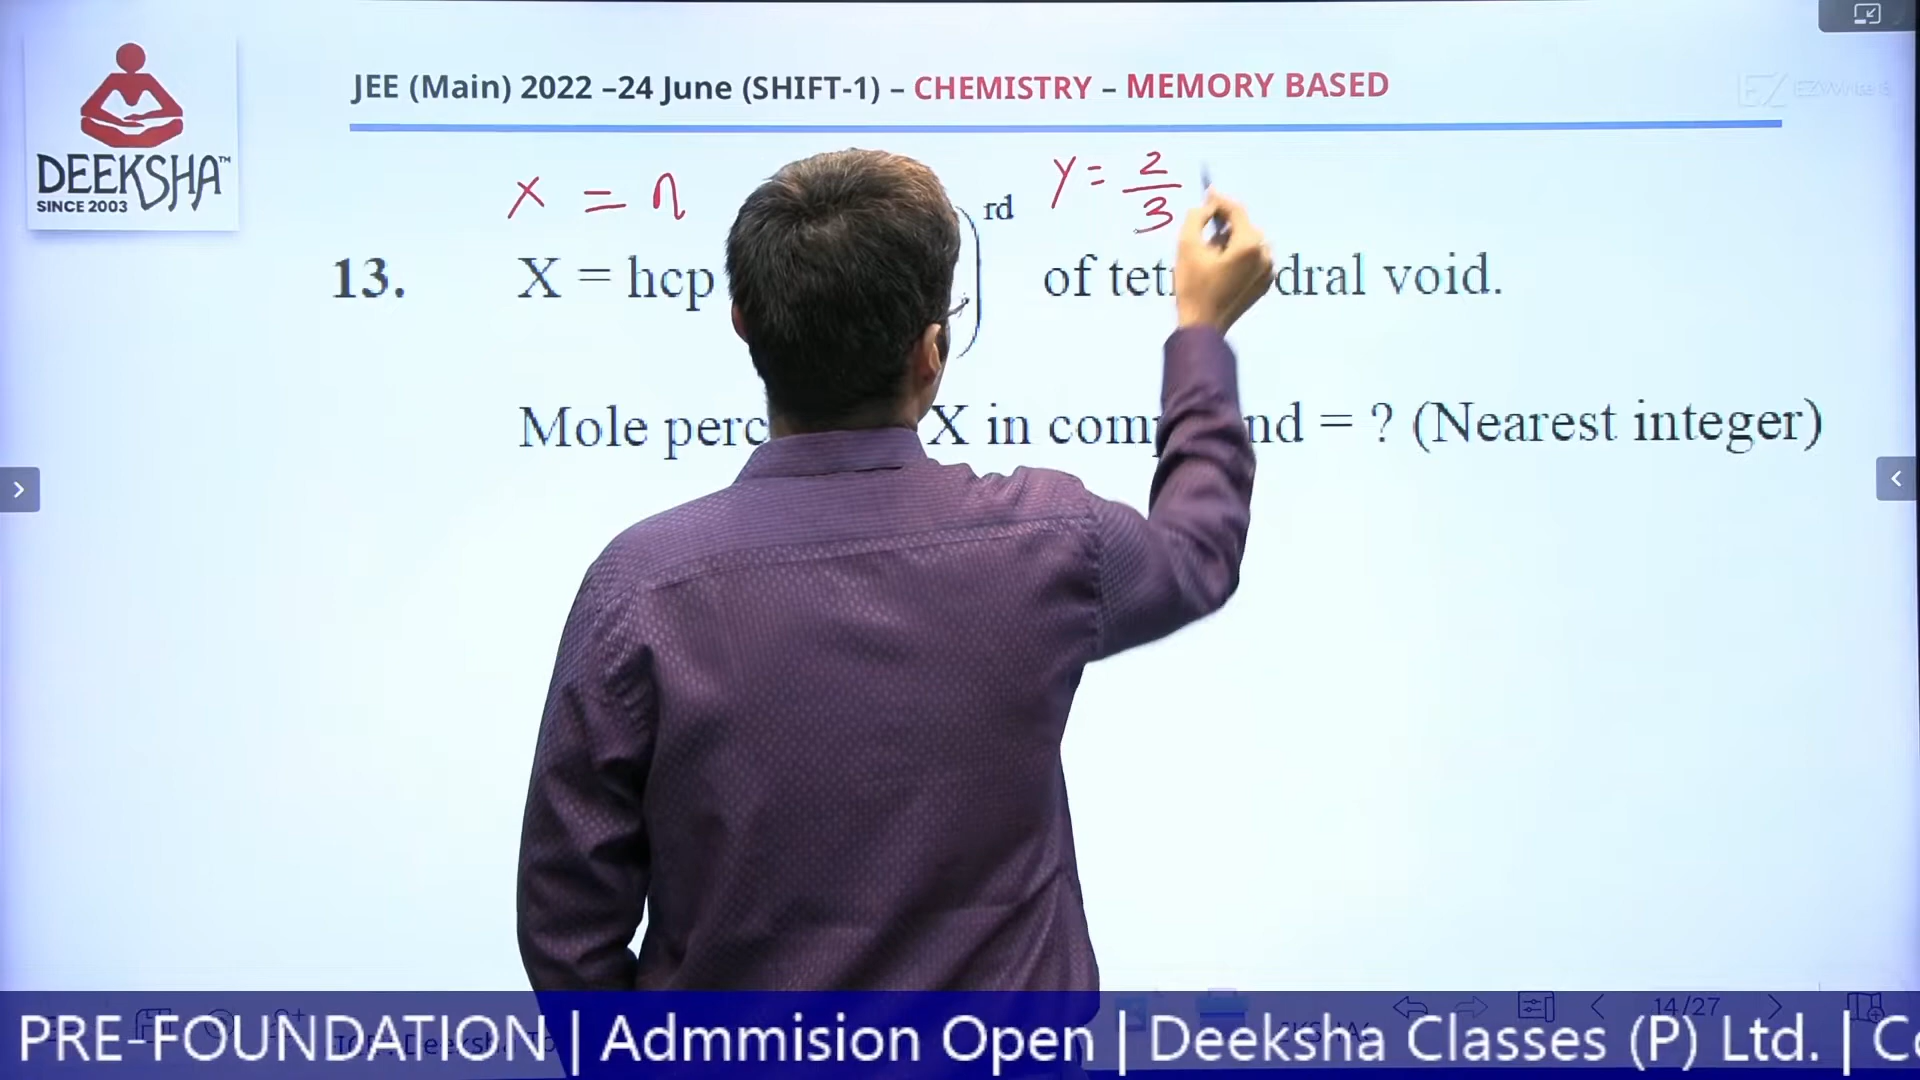 JEE (Main) 2022 –24 June (SHIFT-1) – CHEMISTRY – MEMORY BASED
DEEKSHA™
SINCE 2003
x = n
y = 2/3
13. X = hcp ) rd of tet dral void.
Mole perc X in com nd = ? (Nearest integer)
14/27
PRE-FOUNDATION | Admmision Open | Deeksha Classes (P) Ltd. | C